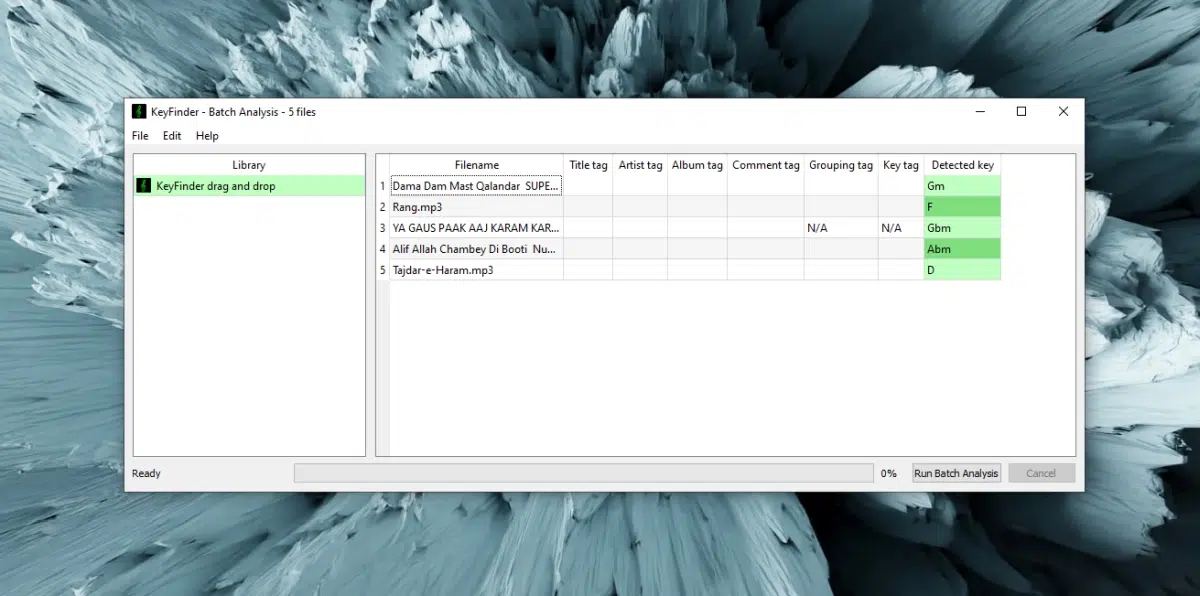 KeyFinder - Batch Analysis - 5 files
File Edit Help
Library
KeyFinder drag and drop
Filename Title tag Artist tag Album tag Comment tag Grouping tag Key tag Detected key
1 Dama Dam Mast Qalandar SUPE... Gm
2 Rang.mp3 F
3 YA GAUS PAAK AAJ KARAM KAR... N/A N/A Gbm
4 Alif Allah Chambey Di Booti Nu... Abm
5 Tajdar-e-Haram.mp3 D
Ready 0% Run Batch Analysis Cancel